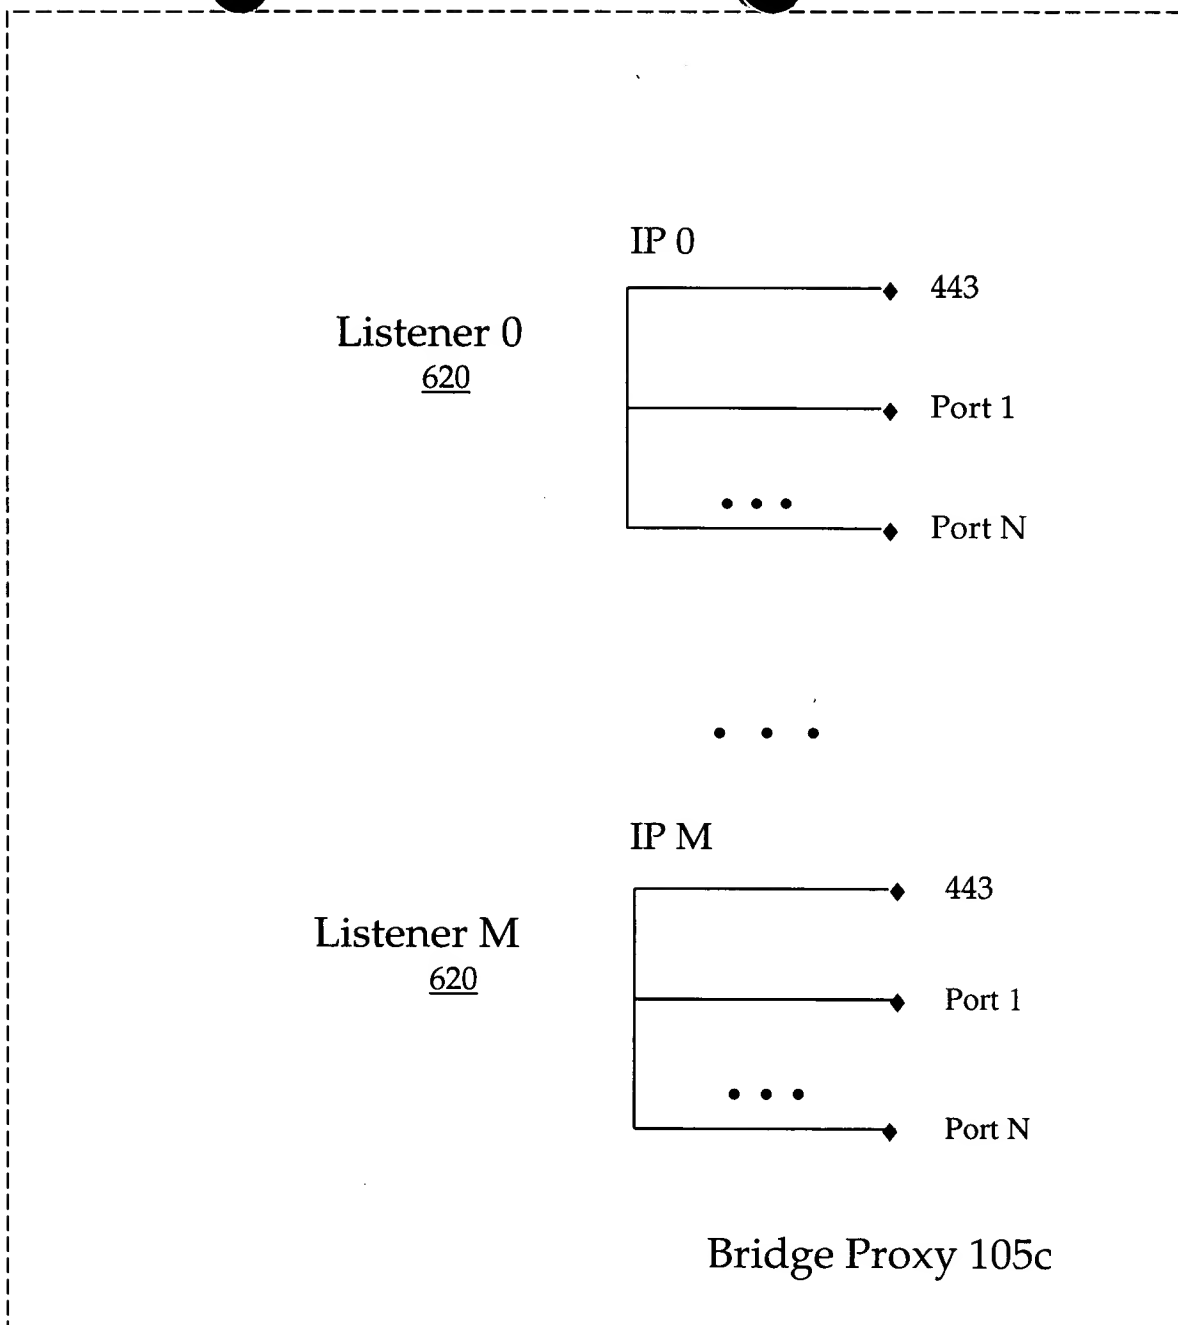 IP 0
443
Listener 0
620
Port 1
Port N
IP M
443
Listener M
620
Port 1
Port N
Bridge Proxy 105c